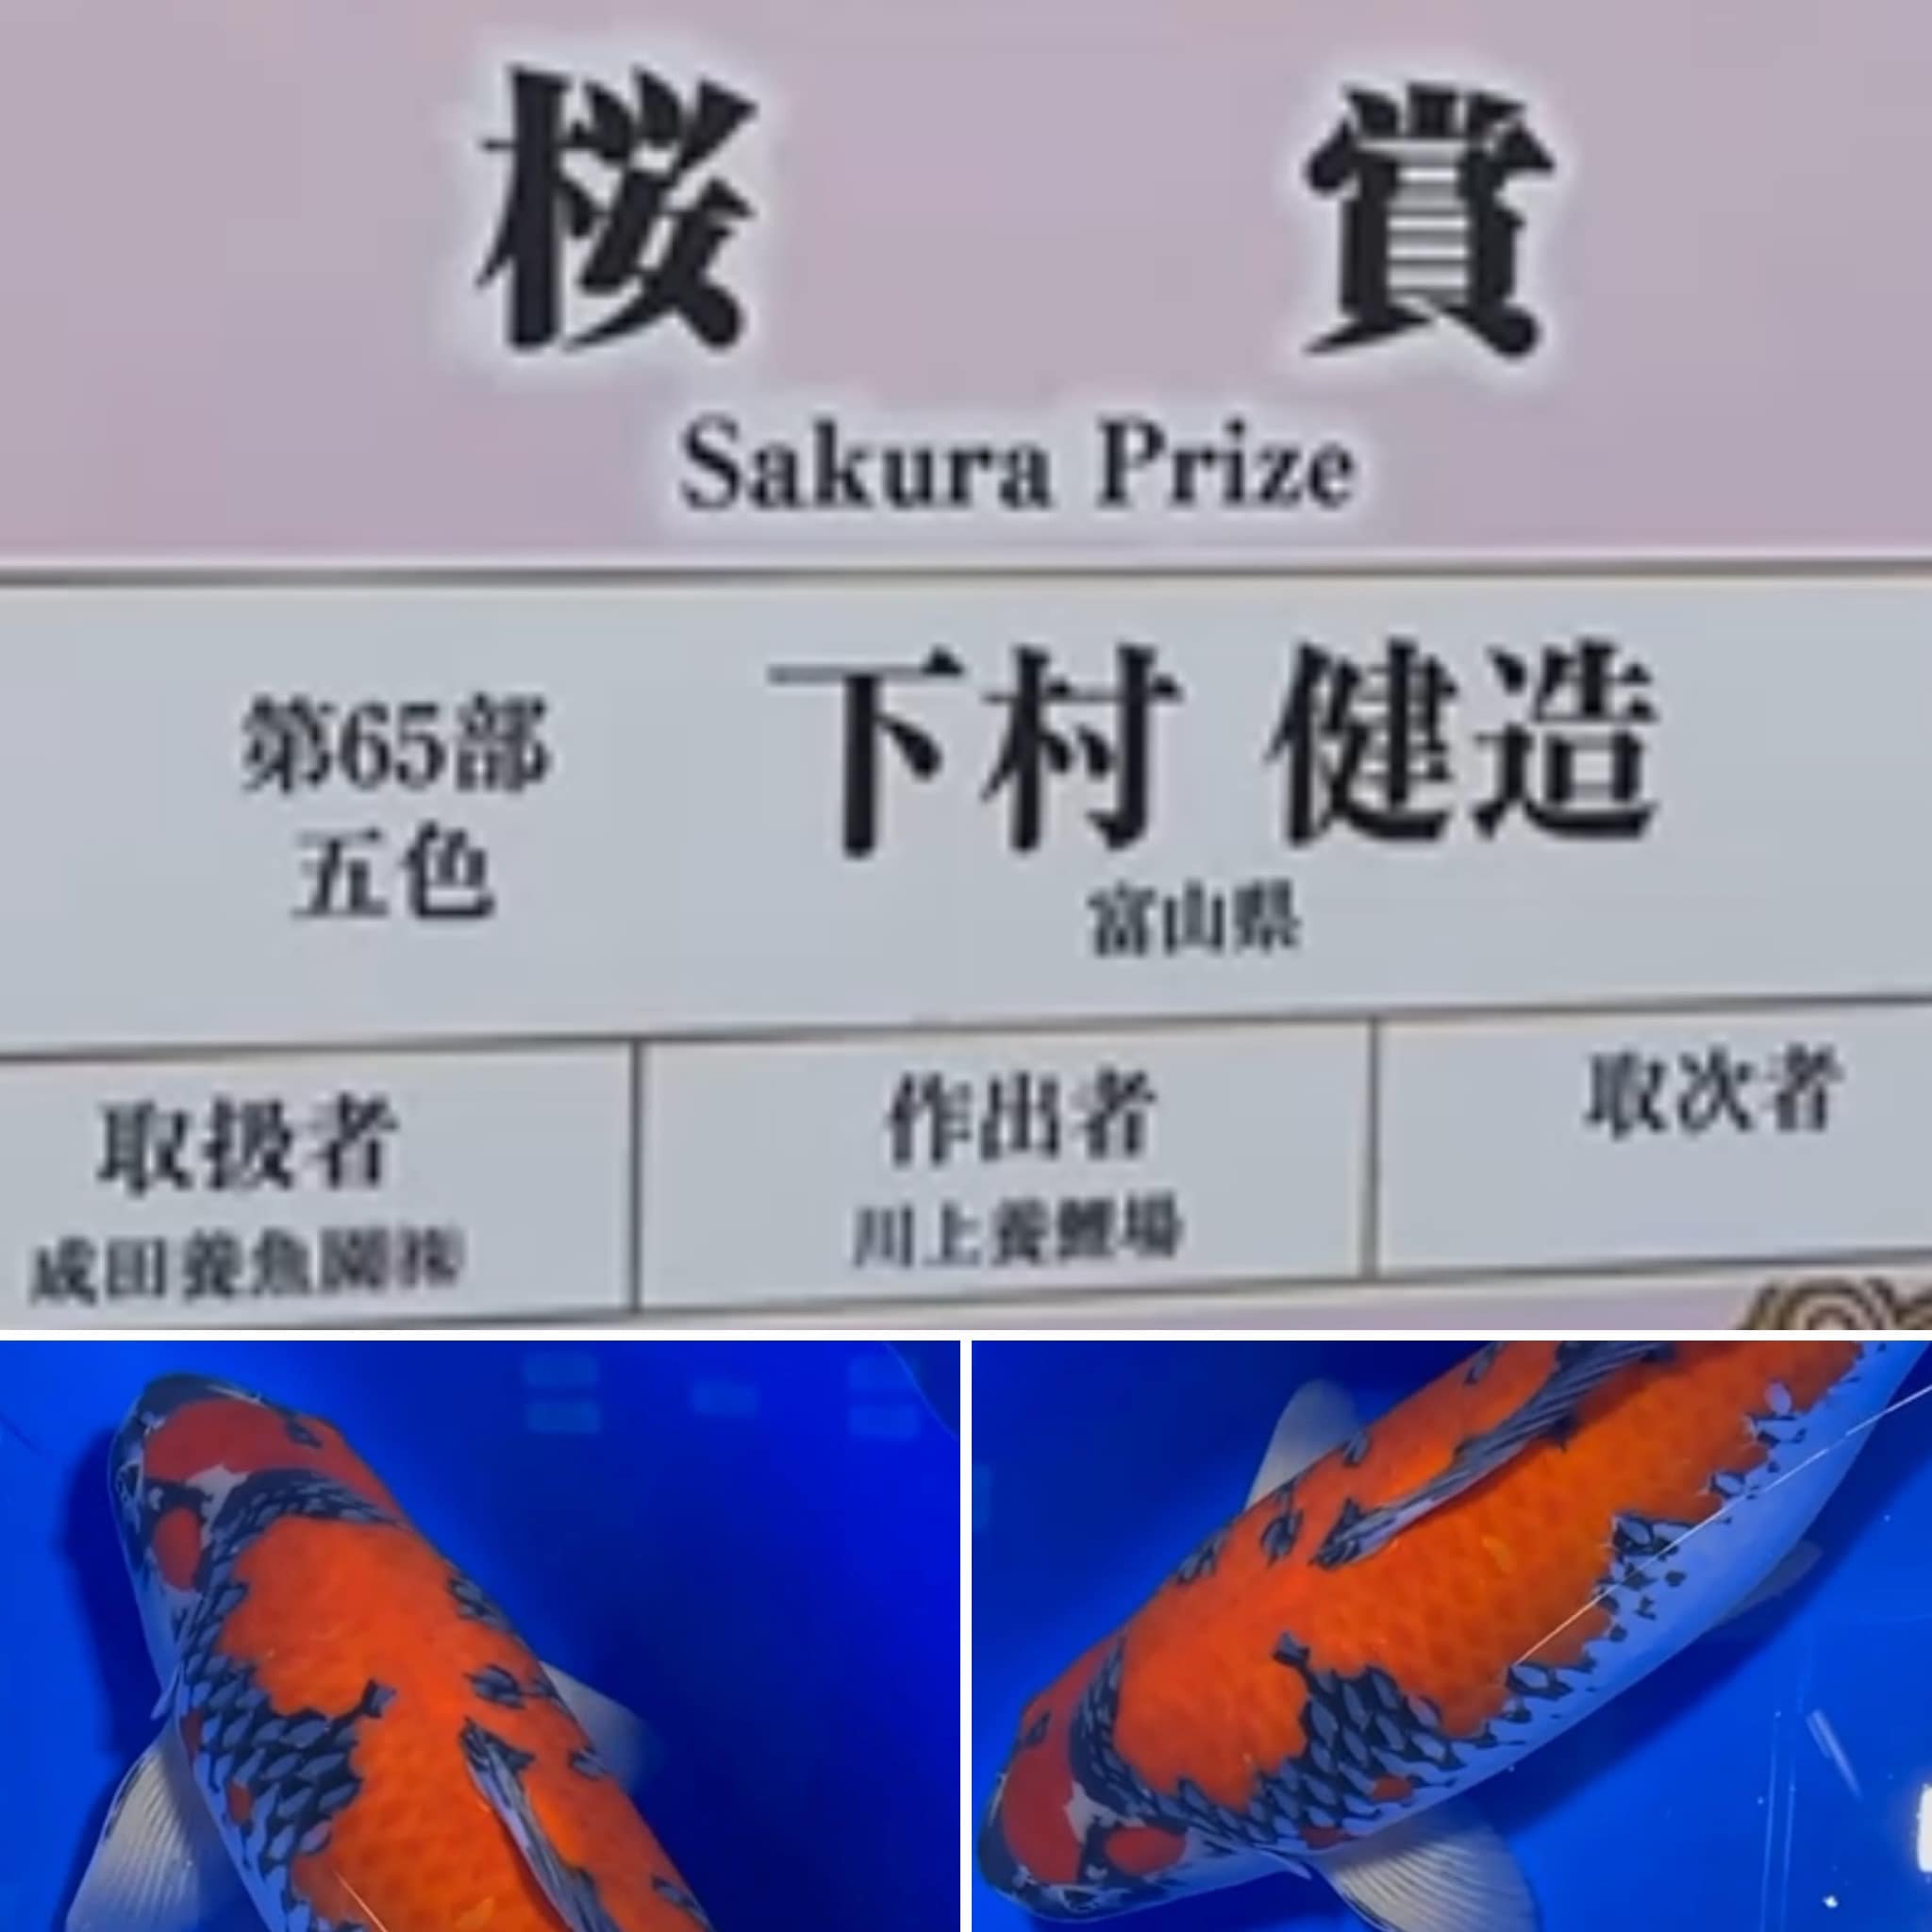 桜 賞
Sakura Prize
第65部
五色
下村 健造
富山県
取扱者
成田養魚園㈱
作出者
川上養鯉場
取次者